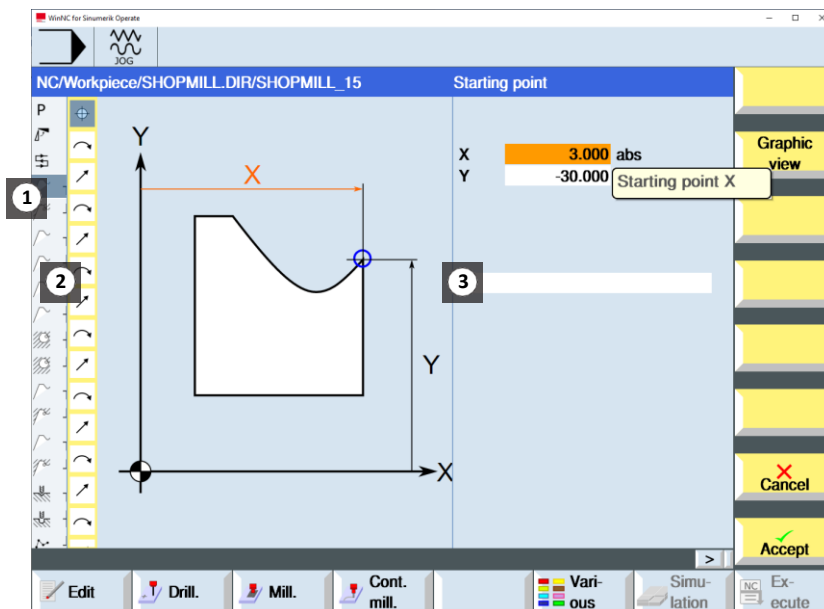 WinNC for Sinumerik Operate
JOG
NC/Workpiece/SHOPMILL.DIR/SHOPMILL_15
Starting point
P
Y
X
X 3.000 abs
Y -30.000
Starting point X
Graphic
view
1
2
3
Y
X
Cancel
Accept
>
Edit
Drill.
Mill.
Cont.
mill.
Vari-
ous
Simu-
lation
NC
Ex-
ecute